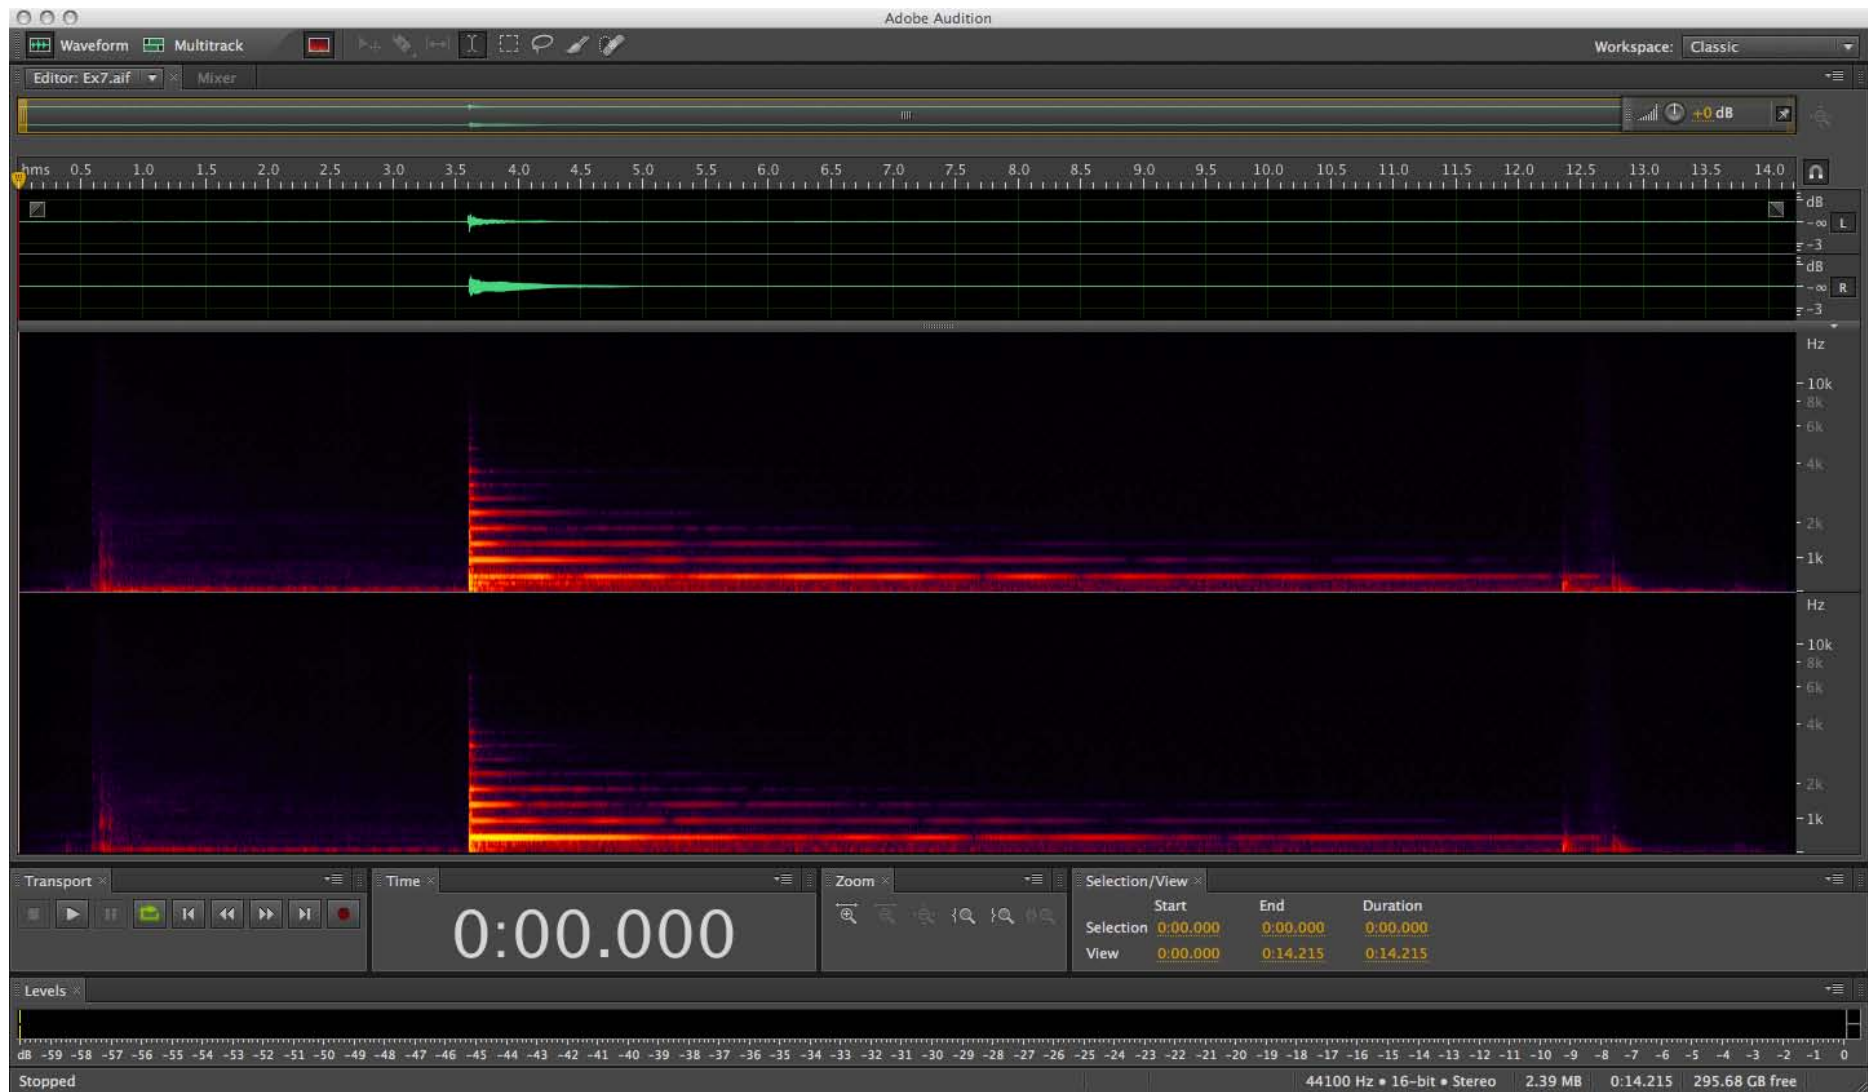 Adobe Audition
Waveform Multitrack Workspace: Classic
Editor: Ex7.aif Mixer
+0 dB
hms 0.5 1.0 1.5 2.0 2.5 3.0 3.5 4.0 4.5 5.0 5.5 6.0 6.5 7.0 7.5 8.0 8.5 9.0 9.5 10.0 10.5 11.0 11.5 12.0 12.5 13.0 13.5 14.0
dB
-∞ L
-3
dB
-∞ R
-3
Hz
10k
8k
6k
4k
2k
1k
Hz
10k
8k
6k
4k
2k
1k
Transport Time Zoom Selection/View
Start End Duration
Selection 0:00.000 0:00.000 0:00.000
View 0:00.000 0:14.215 0:14.215
0:00.000
Levels
dB -59 -58 -57 -56 -55 -54 -53 -52 -51 -50 -49 -48 -47 -46 -45 -44 -43 -42 -41 -40 -39 -38 -37 -36 -35 -34 -33 -32 -31 -30 -29 -28 -27 -26 -25 -24 -23 -22 -21 -20 -19 -18 -17 -16 -15 -14 -13 -12 -11 -10 -9 -8 -7 -6 -5 -4 -3 -2 -1 0
Stopped 44100 Hz • 16-bit • Stereo 2.39 MB 0:14.215 295.68 GB free